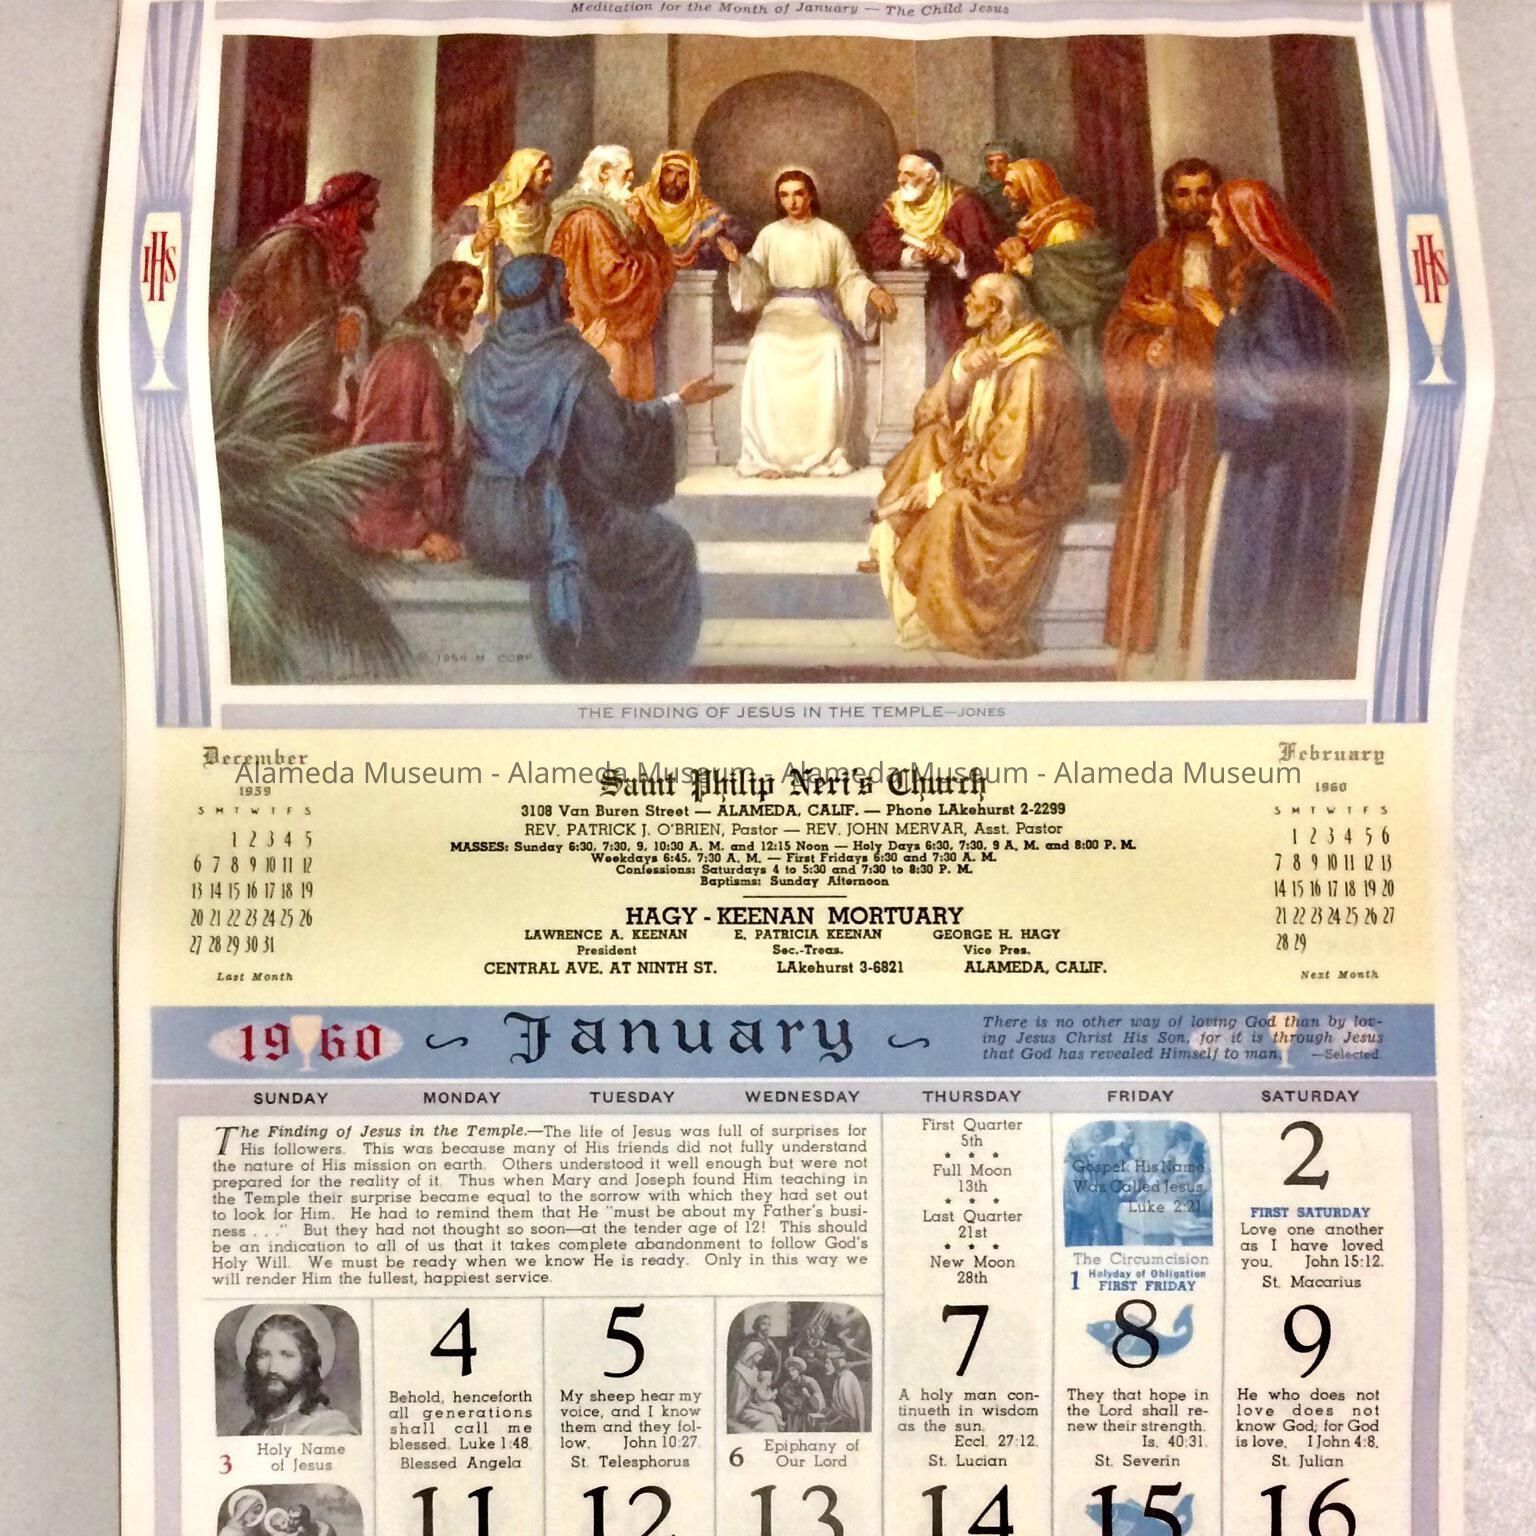 Meditation for the Month of January — The Child Jesus
IHS
IHS
THE FINDING OF JESUS IN THE TEMPLE—JONES
December
1959
S M T W T F S
1 2 3 4 5
6 7 8 9 10 11 12
13 14 15 16 17 18 19
20 21 22 23 24 25 26
27 28 29 30 31
Last Month
Alameda Museum - Alameda Museum - Alameda Museum - Alameda Museum
Saint Philip Neri's Church
3108 Van Buren Street — ALAMEDA, CALIF. — Phone LAkehurst 2-2299
REV. PATRICK J. O'BRIEN, Pastor — REV. JOHN MERVAR, Asst. Pastor
MASSES: Sunday 6:30, 7:30, 9, 10:30 A. M. and 12:15 Noon — Holy Days 6:30, 7:30, 9 A. M. and 8:00 P. M.
Weekdays 6:45, 7:30 A. M. — First Fridays 6:30 and 7:30 A. M.
Confessions: Saturdays 4 to 5:30 and 7:30 to 8:30 P. M.
Baptisms: Sunday Afternoon
HAGY - KEENAN MORTUARY
LAWRENCE A. KEENAN E. PATRICIA KEENAN GEORGE H. HAGY
President Sec.-Treas. Vice Pres.
CENTRAL AVE. AT NINTH ST. LAkehurst 3-6821 ALAMEDA, CALIF.
February
1960
S M T W T F S
1 2 3 4 5 6
7 8 9 10 11 12 13
14 15 16 17 18 19 20
21 22 23 24 25 26 27
28 29
Next Month
1960 January
There is no other way of loving God than by lov-
ing Jesus Christ His Son, for it is through Jesus
that God has revealed Himself to man. —Selected
SUNDAY MONDAY TUESDAY WEDNESDAY THURSDAY FRIDAY SATURDAY
The Finding of Jesus in the Temple.—The life of Jesus was full of surprises for
His followers. This was because many of His friends did not fully understand
the nature of His mission on earth. Others understood it well enough but were not
prepared for the reality of it. Thus when Mary and Joseph found Him teaching in
the Temple their surprise became equal to the sorrow with which they had set out
to look for Him. He had to remind them that He "must be about my Father's busi-
ness . . ." But they had not thought so soon—at the tender age of 12! This should
be an indication to all of us that it takes complete abandonment to follow God's
Holy Will. We must be ready when we know He is ready. Only in this way we
will render Him the fullest, happiest service.
First Quarter
5th
* * *
Full Moon
13th
* * *
Last Quarter
21st
* * *
New Moon
28th
Gospel: His Name
Was Called Jesus
Luke 2:21
The Circumcision
1 Holyday of Obligation
FIRST FRIDAY
2
FIRST SATURDAY
Love one another
as I have loved
you. John 15:12.
St. Macarius
3 Holy Name
of Jesus
4
Behold, henceforth
all generations
shall call me
blessed. Luke 1:48.
Blessed Angela
5
My sheep hear my
voice, and I know
them and they fol-
low. John 10:27.
St. Telesphorus
6 Epiphany of
Our Lord
7
A holy man con-
tinueth in wisdom
as the sun.
Eccl. 27:12.
St. Lucian
8
They that hope in
the Lord shall re-
new their strength.
Is. 40:31.
St. Severin
9
He who does not
love does not
know God; for God
is love. I John 4:8.
St. Julian
11 12 13 14 15 16